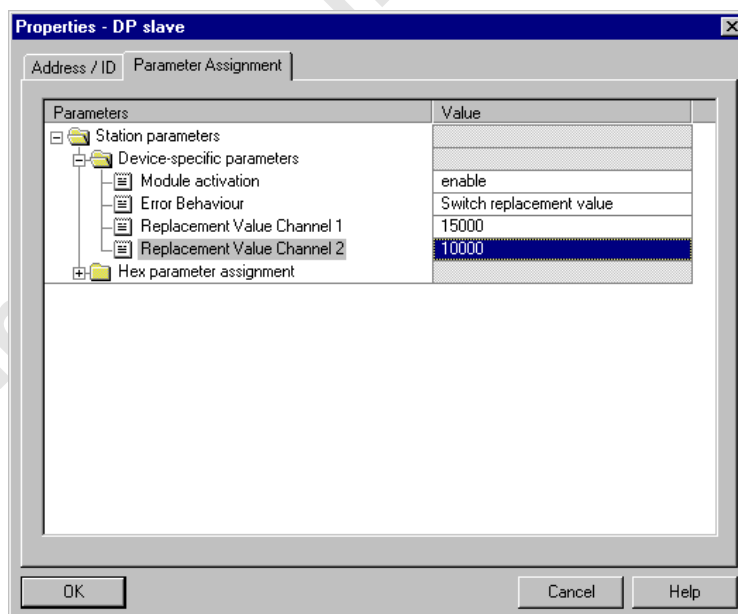 Properties - DP slave
Address / ID Parameter Assignment
Parameters Value
Station parameters
Device-specific parameters
Module activation enable
Error Behaviour Switch replacement value
Replacement Value Channel 1 15000
Replacement Value Channel 2 10000
Hex parameter assignment
OK Cancel Help